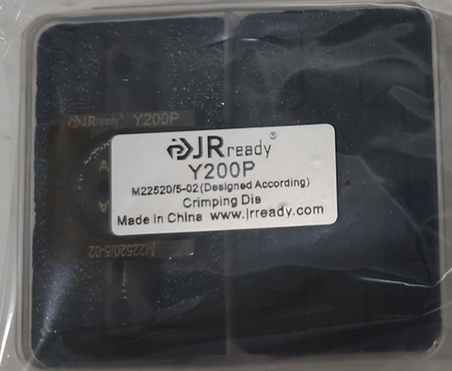 JRready Y200P
A
A
M22520/5-02
JRready
Y200P
M22520/5-02(Designed According)
Crimping Die
Made in China www.jrready.com